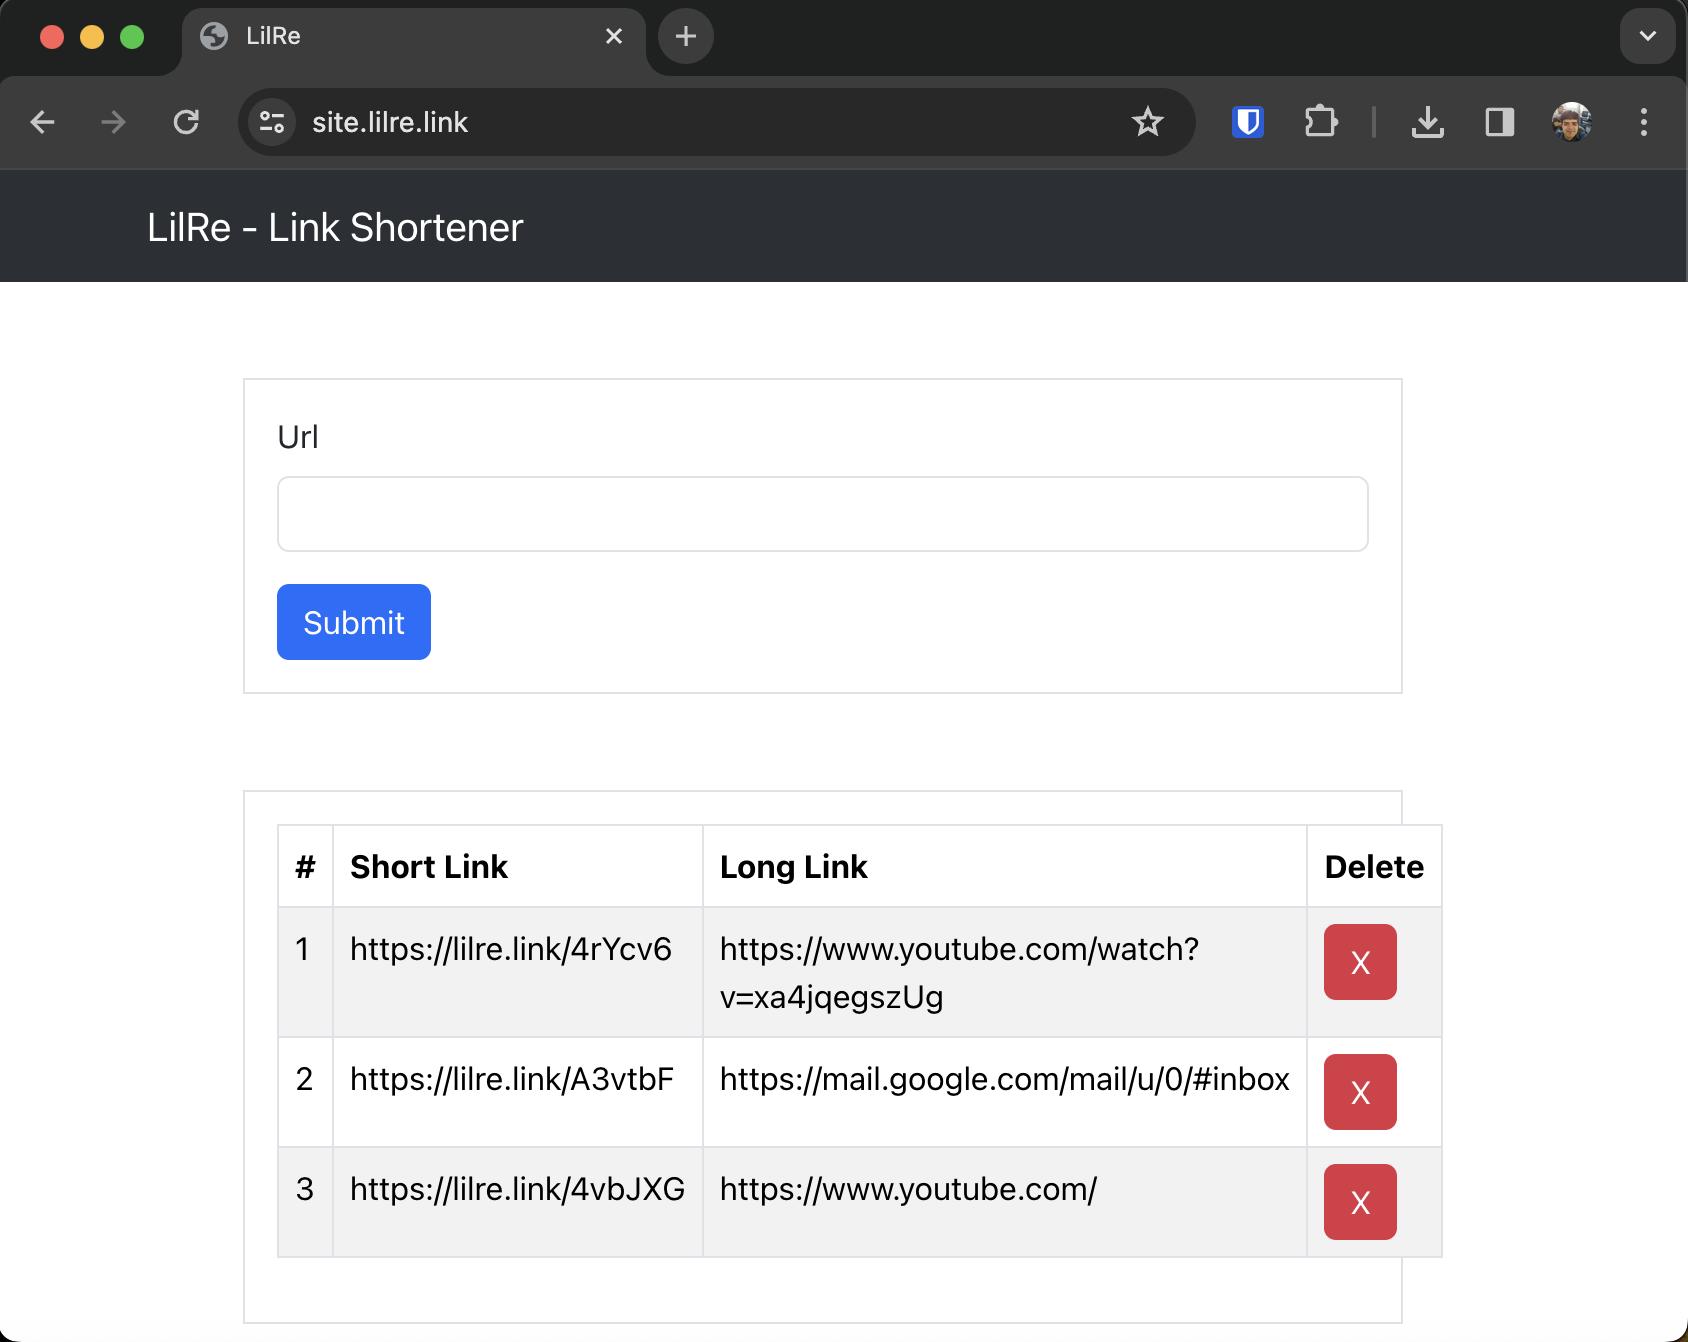 LilRe
site.lilre.link
LilRe - Link Shortener
Url
Submit
# Short Link Long Link Delete
1 https://lilre.link/4rYcv6 https://www.youtube.com/watch?
v=xa4jqegszUg X
2 https://lilre.link/A3vtbF https://mail.google.com/mail/u/0/#inbox X
3 https://lilre.link/4vbJXG https://www.youtube.com/ X